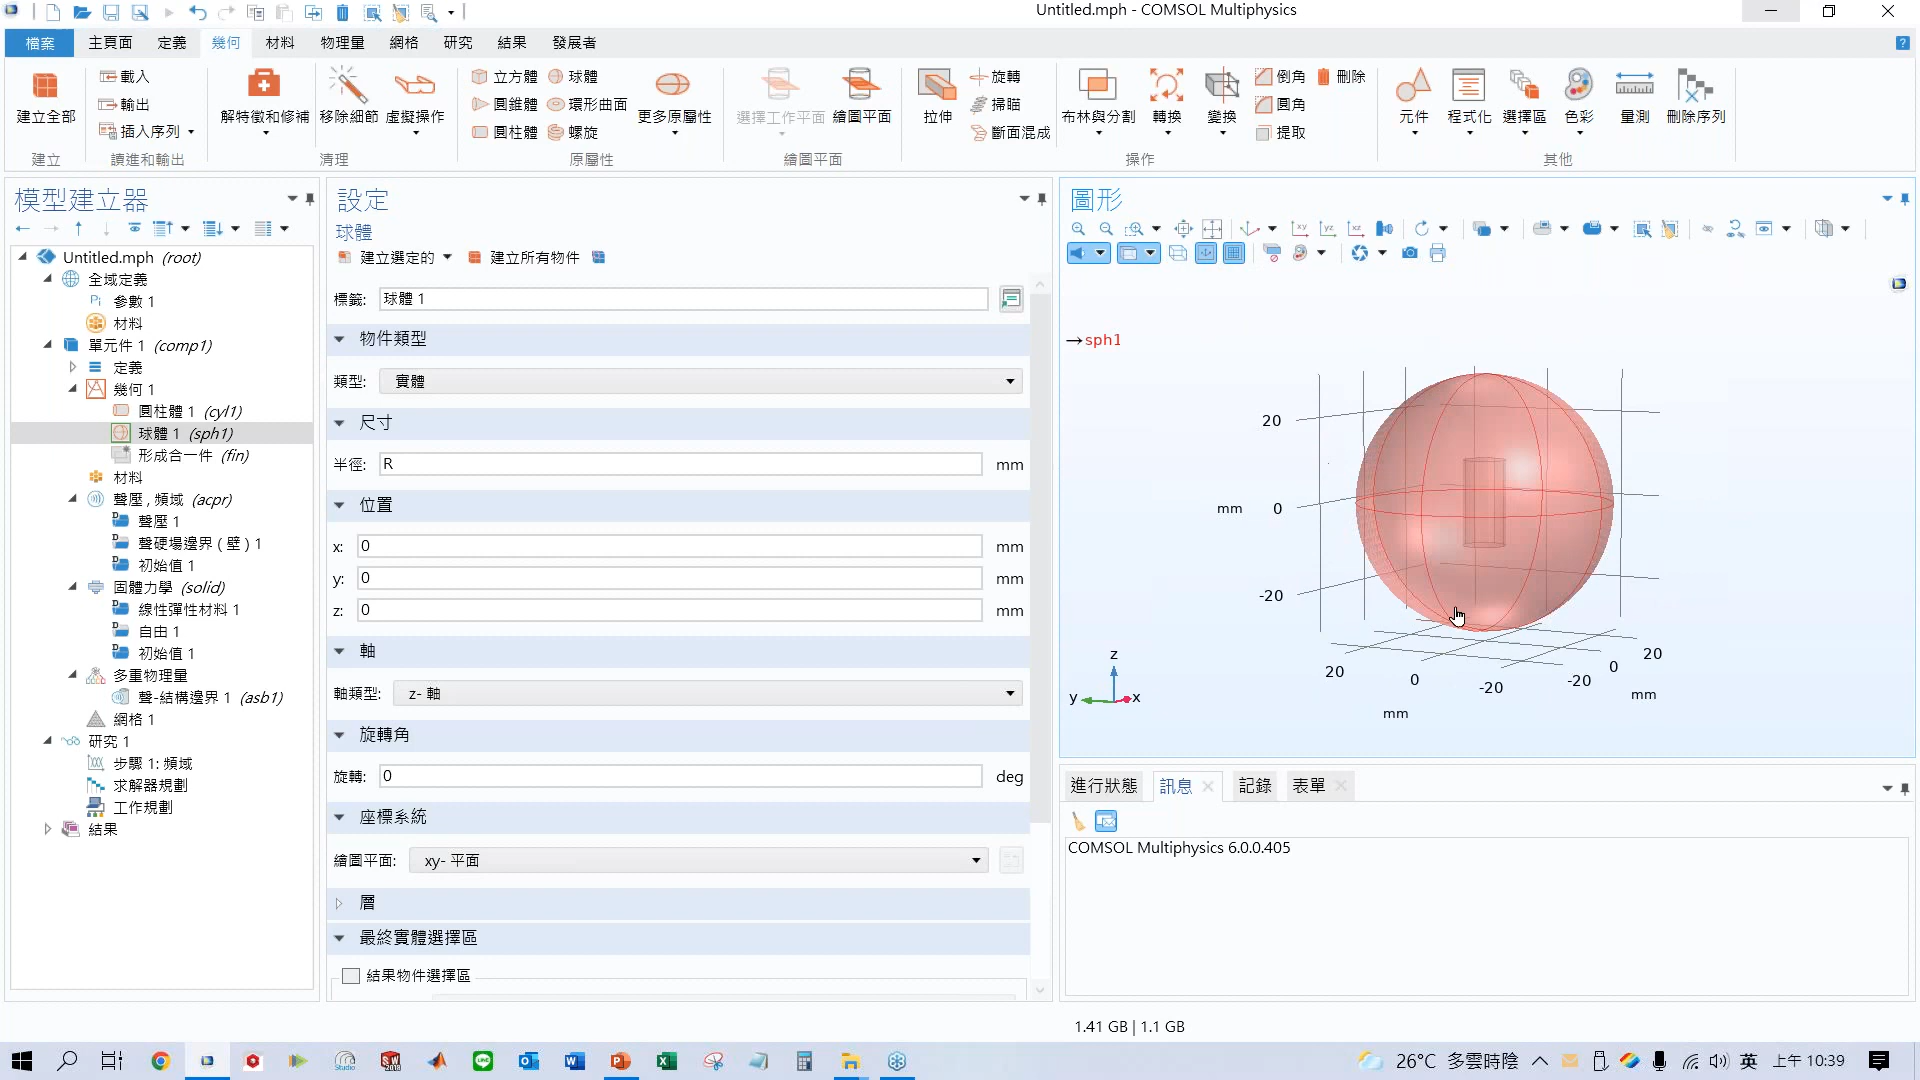 Untitled.mph - COMSOL Multiphysics
檔案 主頁面 定義 幾何 材料 物理量 網格 研究 結果 發展者
建立全部
建立
載入
輸出
插入序列
讀進和輸出
解特徵和修補 移除細節 虛擬操作
清理
立方體 球體
圓錐體 環形曲面
圓柱體 螺旋
更多原屬性
原屬性
選擇工作平面 繪圖平面
繪圖平面
拉伸
旋轉
掃瞄
斷面混成
布林與分割 轉換 變換
倒角 刪除
圓角
提取
操作
元件 程式化 選擇區 色彩 量測 刪除序列
其他
模型建立器
Untitled.mph (root)
全域定義
Pi 參數 1
材料
單元件 1 (comp1)
定義
幾何 1
圓柱體 1 (cyl1)
球體 1 (sph1)
形成合一件 (fin)
材料
聲壓 , 頻域 (acpr)
聲壓 1
聲硬場邊界 ( 壁 ) 1
初始值 1
固體力學 (solid)
線性彈性材料 1
自由 1
初始值 1
多重物理量
聲-結構邊界 1 (asb1)
網格 1
研究 1
步驟 1: 頻域
求解器規劃
工作規劃
結果
設定
球體
建立選定的 建立所有物件
標籤: 球體 1
物件類型
類型: 實體
尺寸
半徑: R mm
位置
x: 0 mm
y: 0 mm
z: 0 mm
軸
軸類型: z- 軸
旋轉角
旋轉: 0 deg
座標系統
繪圖平面: xy- 平面
層
最終實體選擇區
結果物件選擇區
圖形
xy yz xz
→sph1
20
mm 0
-20
20
0
-20
mm
20
0
-20
mm
z
y x
進行狀態 訊息 記錄 表單
COMSOL Multiphysics 6.0.0.405
1.41 GB | 1.1 GB
26°C 多雲時陰 英 上午 10:39